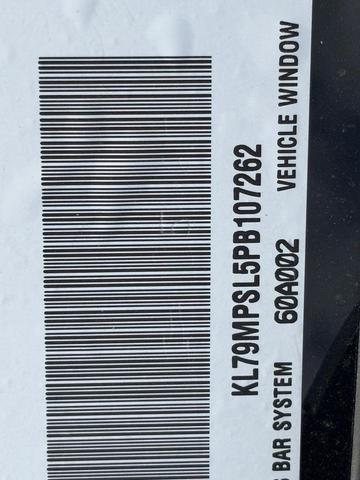 KL79MPSL5PB107262
BAR SYSTEM 60A002 VEHICLE WINDOW